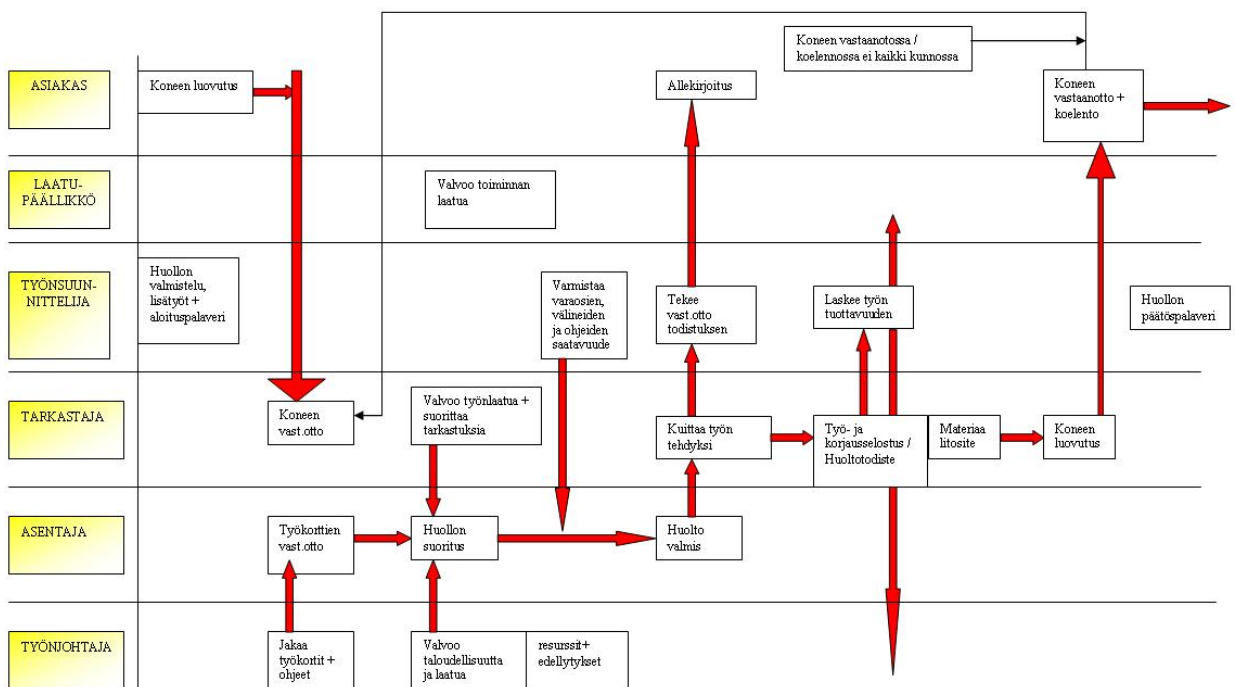 Koneen vastaanotossa /
koelennossa ei kaikki kunnossa
ASIAKAS
Koneen luovutus
Allekirjoitus
Koneen
vastaanotto +
koelento
LAATU-
PÄÄLLIKKÖ
Valvoo toiminnan
laatua
TYÖNSUUN-
NITTELIJA
Huollon
valmistelu,
lisätyöt +
aloituspalaveri
Varmistaa
varaosien,
välineiden
ja ohjeiden
saatavuude
Tekee
vast.otto
todistuksen
Laskee työn
tuottavuuden
Huollon
päätöspalaveri
TARKASTAJA
Koneen
vast.otto
Valvoo työnlaatua +
suorittaa
tarkastuksia
Kuittaa työn
tehdyksi
Työ- ja
korjausselostus /
Huoltotodiste
Materiaa
litosite
Koneen
luovutus
ASENTAJA
Työkorttien
vast.otto
Huollon
suoritus
Huolto
valmis
TYÖNJOHTAJA
Jakaa
työkortit +
ohjeet
Valvoo
taloudellisuutta
ja laatua
resurssit+
edellytykset